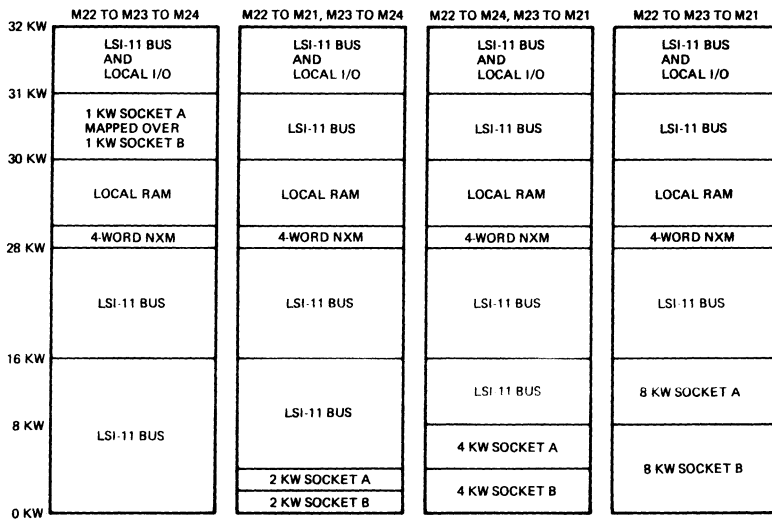 M22 TO M23 TO M24
M22 TO M21, M23 TO M24
M22 TO M24, M23 TO M21
M22 TO M23 TO M21
32 KW
31 KW
30 KW
28 KW
16 KW
8 KW
0 KW
LSI-11 BUS
AND
LOCAL I/O
1 KW SOCKET A
MAPPED OVER
1 KW SOCKET B
LOCAL RAM
4-WORD NXM
LSI-11 BUS
LSI-11 BUS
LSI-11 BUS
AND
LOCAL I/O
LSI-11 BUS
LOCAL RAM
4-WORD NXM
LSI-11 BUS
LSI-11 BUS
2 KW SOCKET A
2 KW SOCKET B
LSI-11 BUS
AND
LOCAL I/O
LSI-11 BUS
LOCAL RAM
4-WORD NXM
LSI-11 BUS
LSI-11 BUS
4 KW SOCKET A
4 KW SOCKET B
LSI-11 BUS
AND
LOCAL I/O
LSI-11 BUS
LOCAL RAM
4-WORD NXM
LSI-11 BUS
8 KW SOCKET A
8 KW SOCKET B